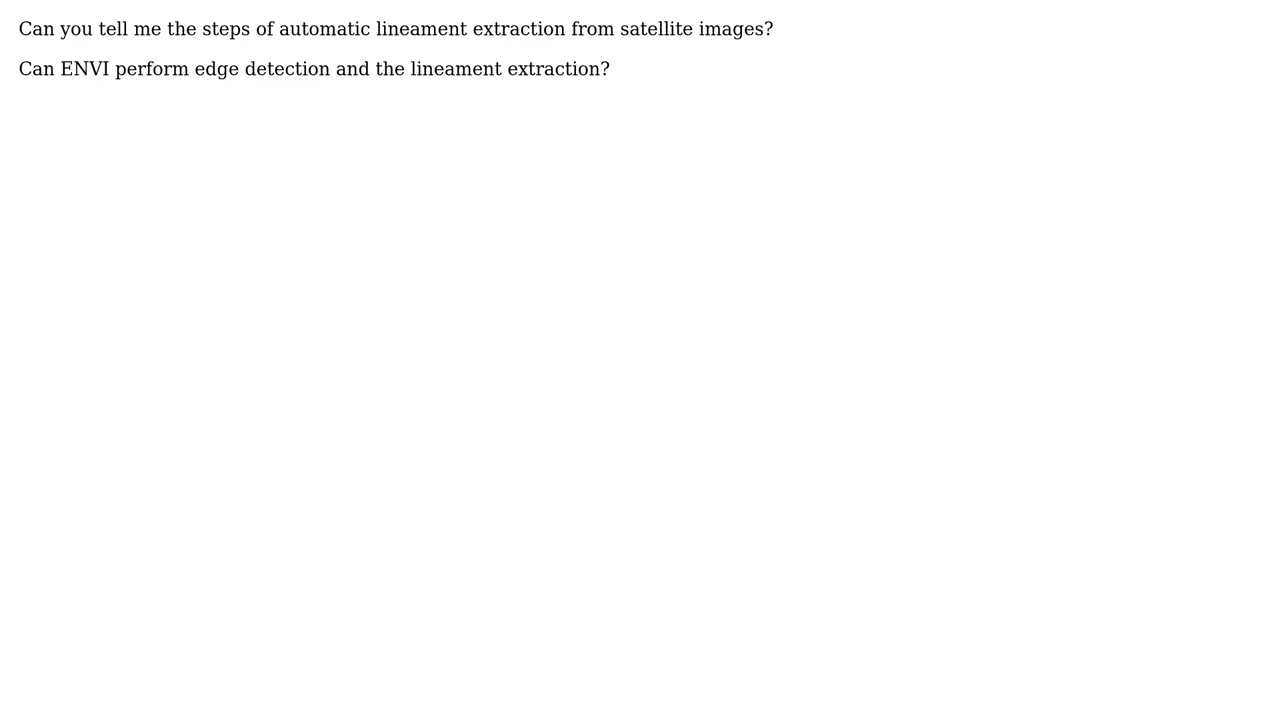 Can you tell me the steps of automatic lineament extraction from satellite images?
Can ENVI perform edge detection and the lineament extraction?